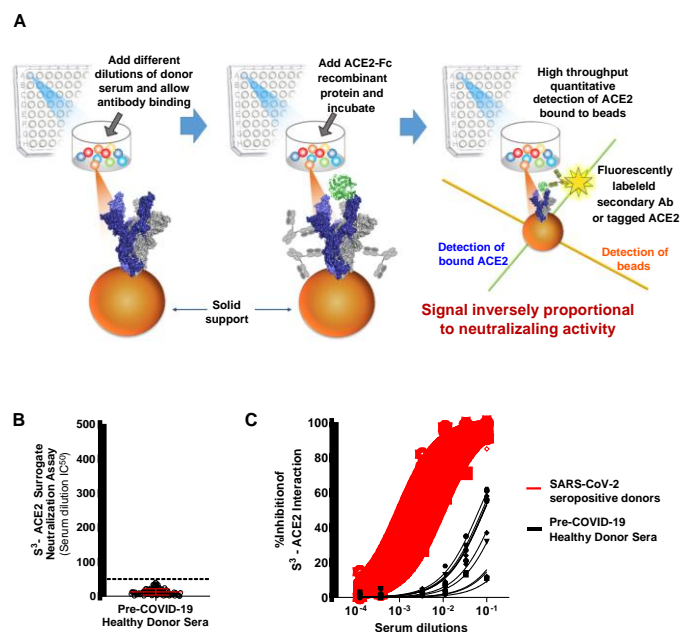 A
Add different
dilutions of donor
serum and allow
antibody binding
Add ACE2-Fc
recombinant
protein and
incubate
High throughput
quantitative
detection of ACE2
bound to beads
Fluorescently
labeleld
secondary Ab
or tagged ACE2
Detection of
bound ACE2
Detection of
beads
Solid
support
Signal inversely proportional
to neutralizaling activity
B
S3- ACE2 Surrogate
Neutralization Assay
(Serum dilution IC50)
500
400
300
200
100
0
Pre-COVID-19
Healthy Donor Sera
C
%Inhibition of
S3 - ACE2 Interaction
100
80
60
40
20
0
10-4
10-3
10-2
10-1
Serum dilutions
SARS-CoV-2
seropositive donors
Pre-COVID-19
Healthy Donor Sera